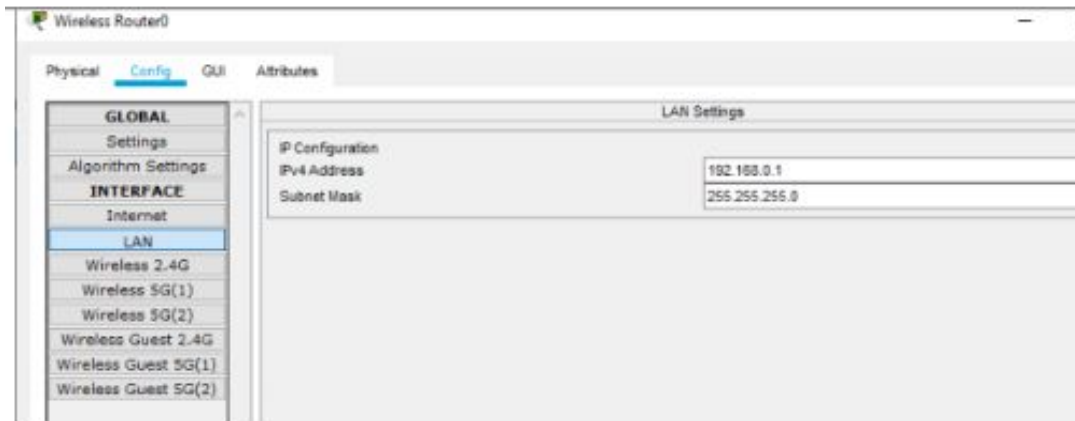 Wireless Router0
Physical Config GUI Attributes
GLOBAL
Settings
Algorithm Settings
INTERFACE
Internet
LAN
Wireless 2.4G
Wireless 5G(1)
Wireless 5G(2)
Wireless Guest 2.4G
Wireless Guest 5G(1)
Wireless Guest 5G(2)
LAN Settings
IP Configuration
IPv4 Address 192.168.0.1
Subnet Mask 255.255.255.0